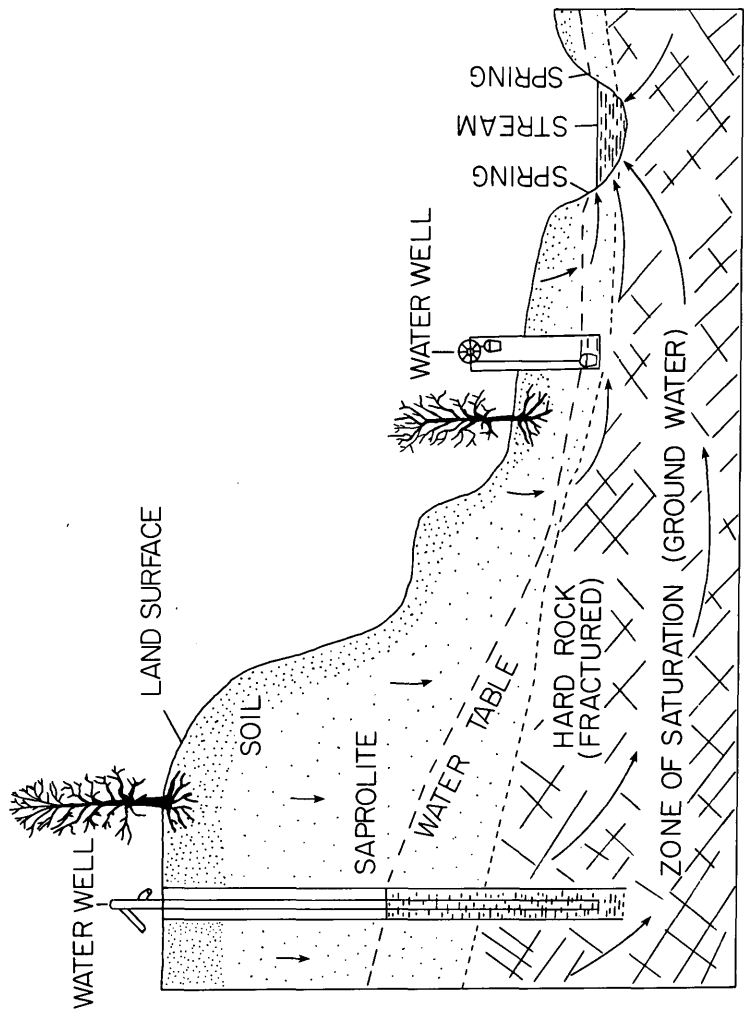 WATER WELL
LAND SURFACE
WATER WELL
SPRING
STREAM
SPRING
SOIL
SAPROLITE
WATER TABLE
HARD ROCK
(FRACTURED)
ZONE OF SATURATION (GROUND WATER)